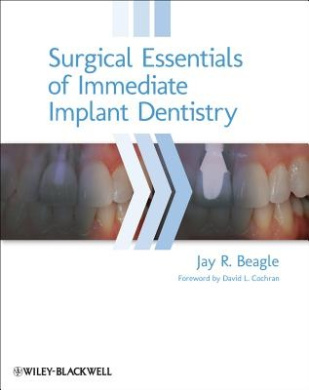 Surgical Essentials
of Immediate
Implant Dentistry
Jay R. Beagle
Foreword by David L. Cochran
WILEY-BLACKWELL